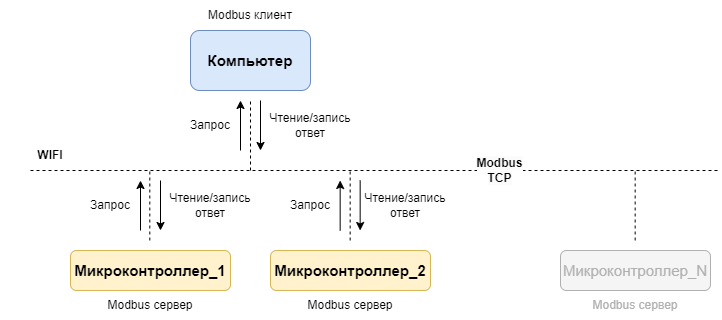 Modbus клиент
Компьютер
Запрос
Чтение/запись
ответ
WIFI
Modbus
TCP
Запрос
Чтение/запись
ответ
Запрос
Чтение/запись
ответ
Микроконтроллер_1
Микроконтроллер_2
Микроконтроллер_N
Modbus сервер
Modbus сервер
Modbus сервер